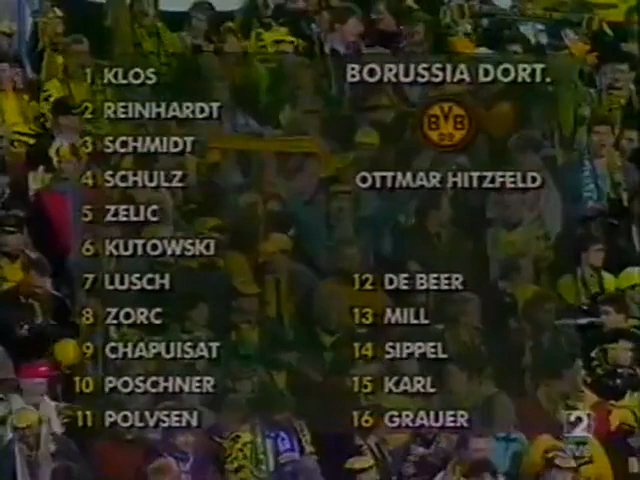 1 KLOS
2 REINHARDT
3 SCHMIDT
4 SCHULZ
5 ZELIC
6 KUTOWSKI
7 LUSCH
8 ZORC
9 CHAPUISAT
10 POSCHNER
11 POLVSEN
BORUSSIA DORT.
BVB
09
OTTMAR HITZFELD
12 DE BEER
13 MILL
14 SIPPEL
15 KARL
16 GRAUER
2